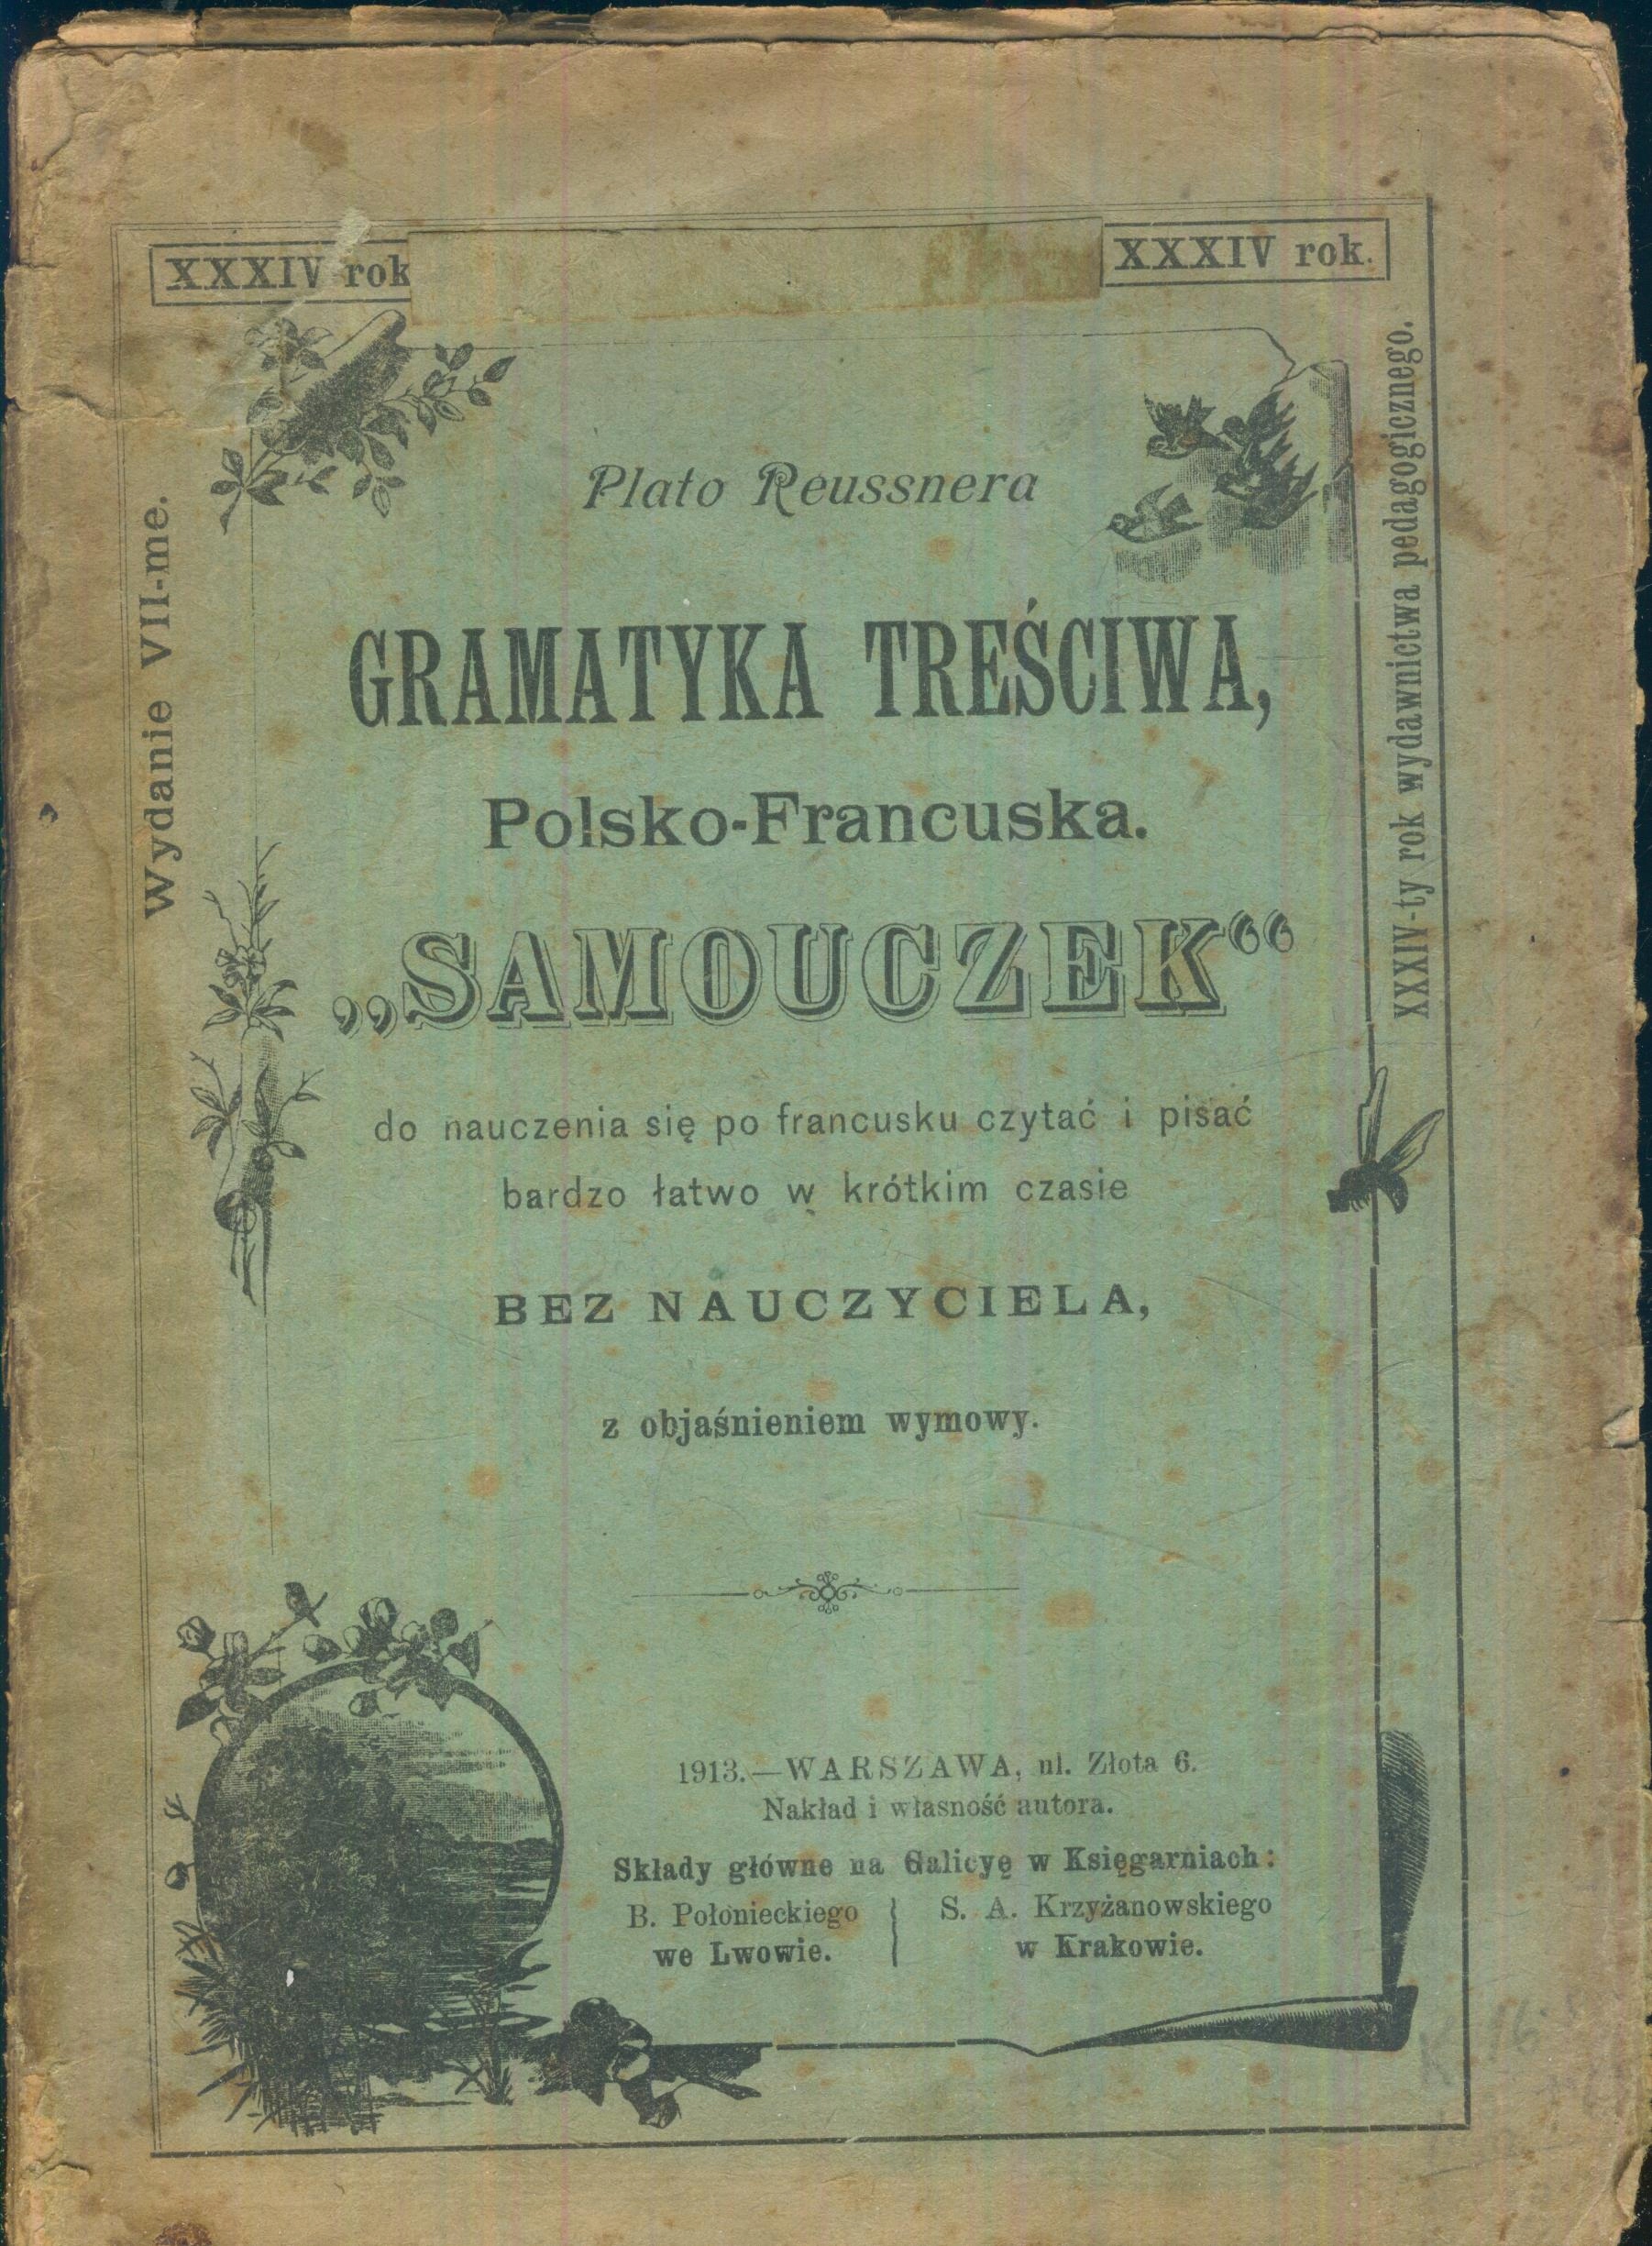 XXXIV rok
XXXIV rok.
Wydanie VII-me.
XXXIV-ty rok wydawnictwa pedagogicznego.
Plato Reussnera
GRAMATYKA TREŚCIWA,
Polsko-Francuska.
„SAMOUCZEK“
do nauczenia się po francusku czytać i pisać
bardzo łatwo w krótkim czasie
BEZ NAUCZYCIELA,
z objaśnieniem wymowy.
1913.—WARSZAWA, ul. Złota 6.
Nakład i własność autora.
Składy główne na Galicyę w Księgarniach:
B. Połonieckiego
we Lwowie.
S. A. Krzyżanowskiego
w Krakowie.